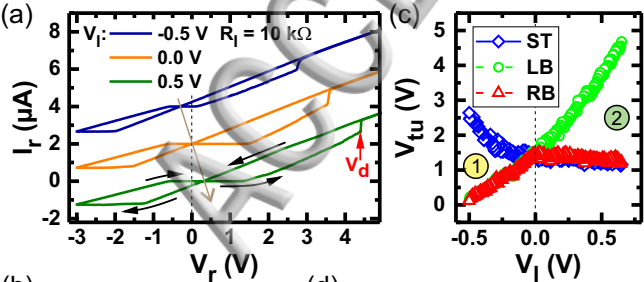 (a)
V_l: -0.5 V R_l = 10 kΩ
0.0 V
0.5 V
I_r (μA)
8
6
4
2
0
-2
V_d
-3 -2 -1 0 1 2 3 4
V_r (V)
ACCE
(c)
ST
LB
RB
V_tu (V)
5
4
3
2
1
0
1
2
-0.5 0.0 0.5
V_l (V)
(b)
(d)